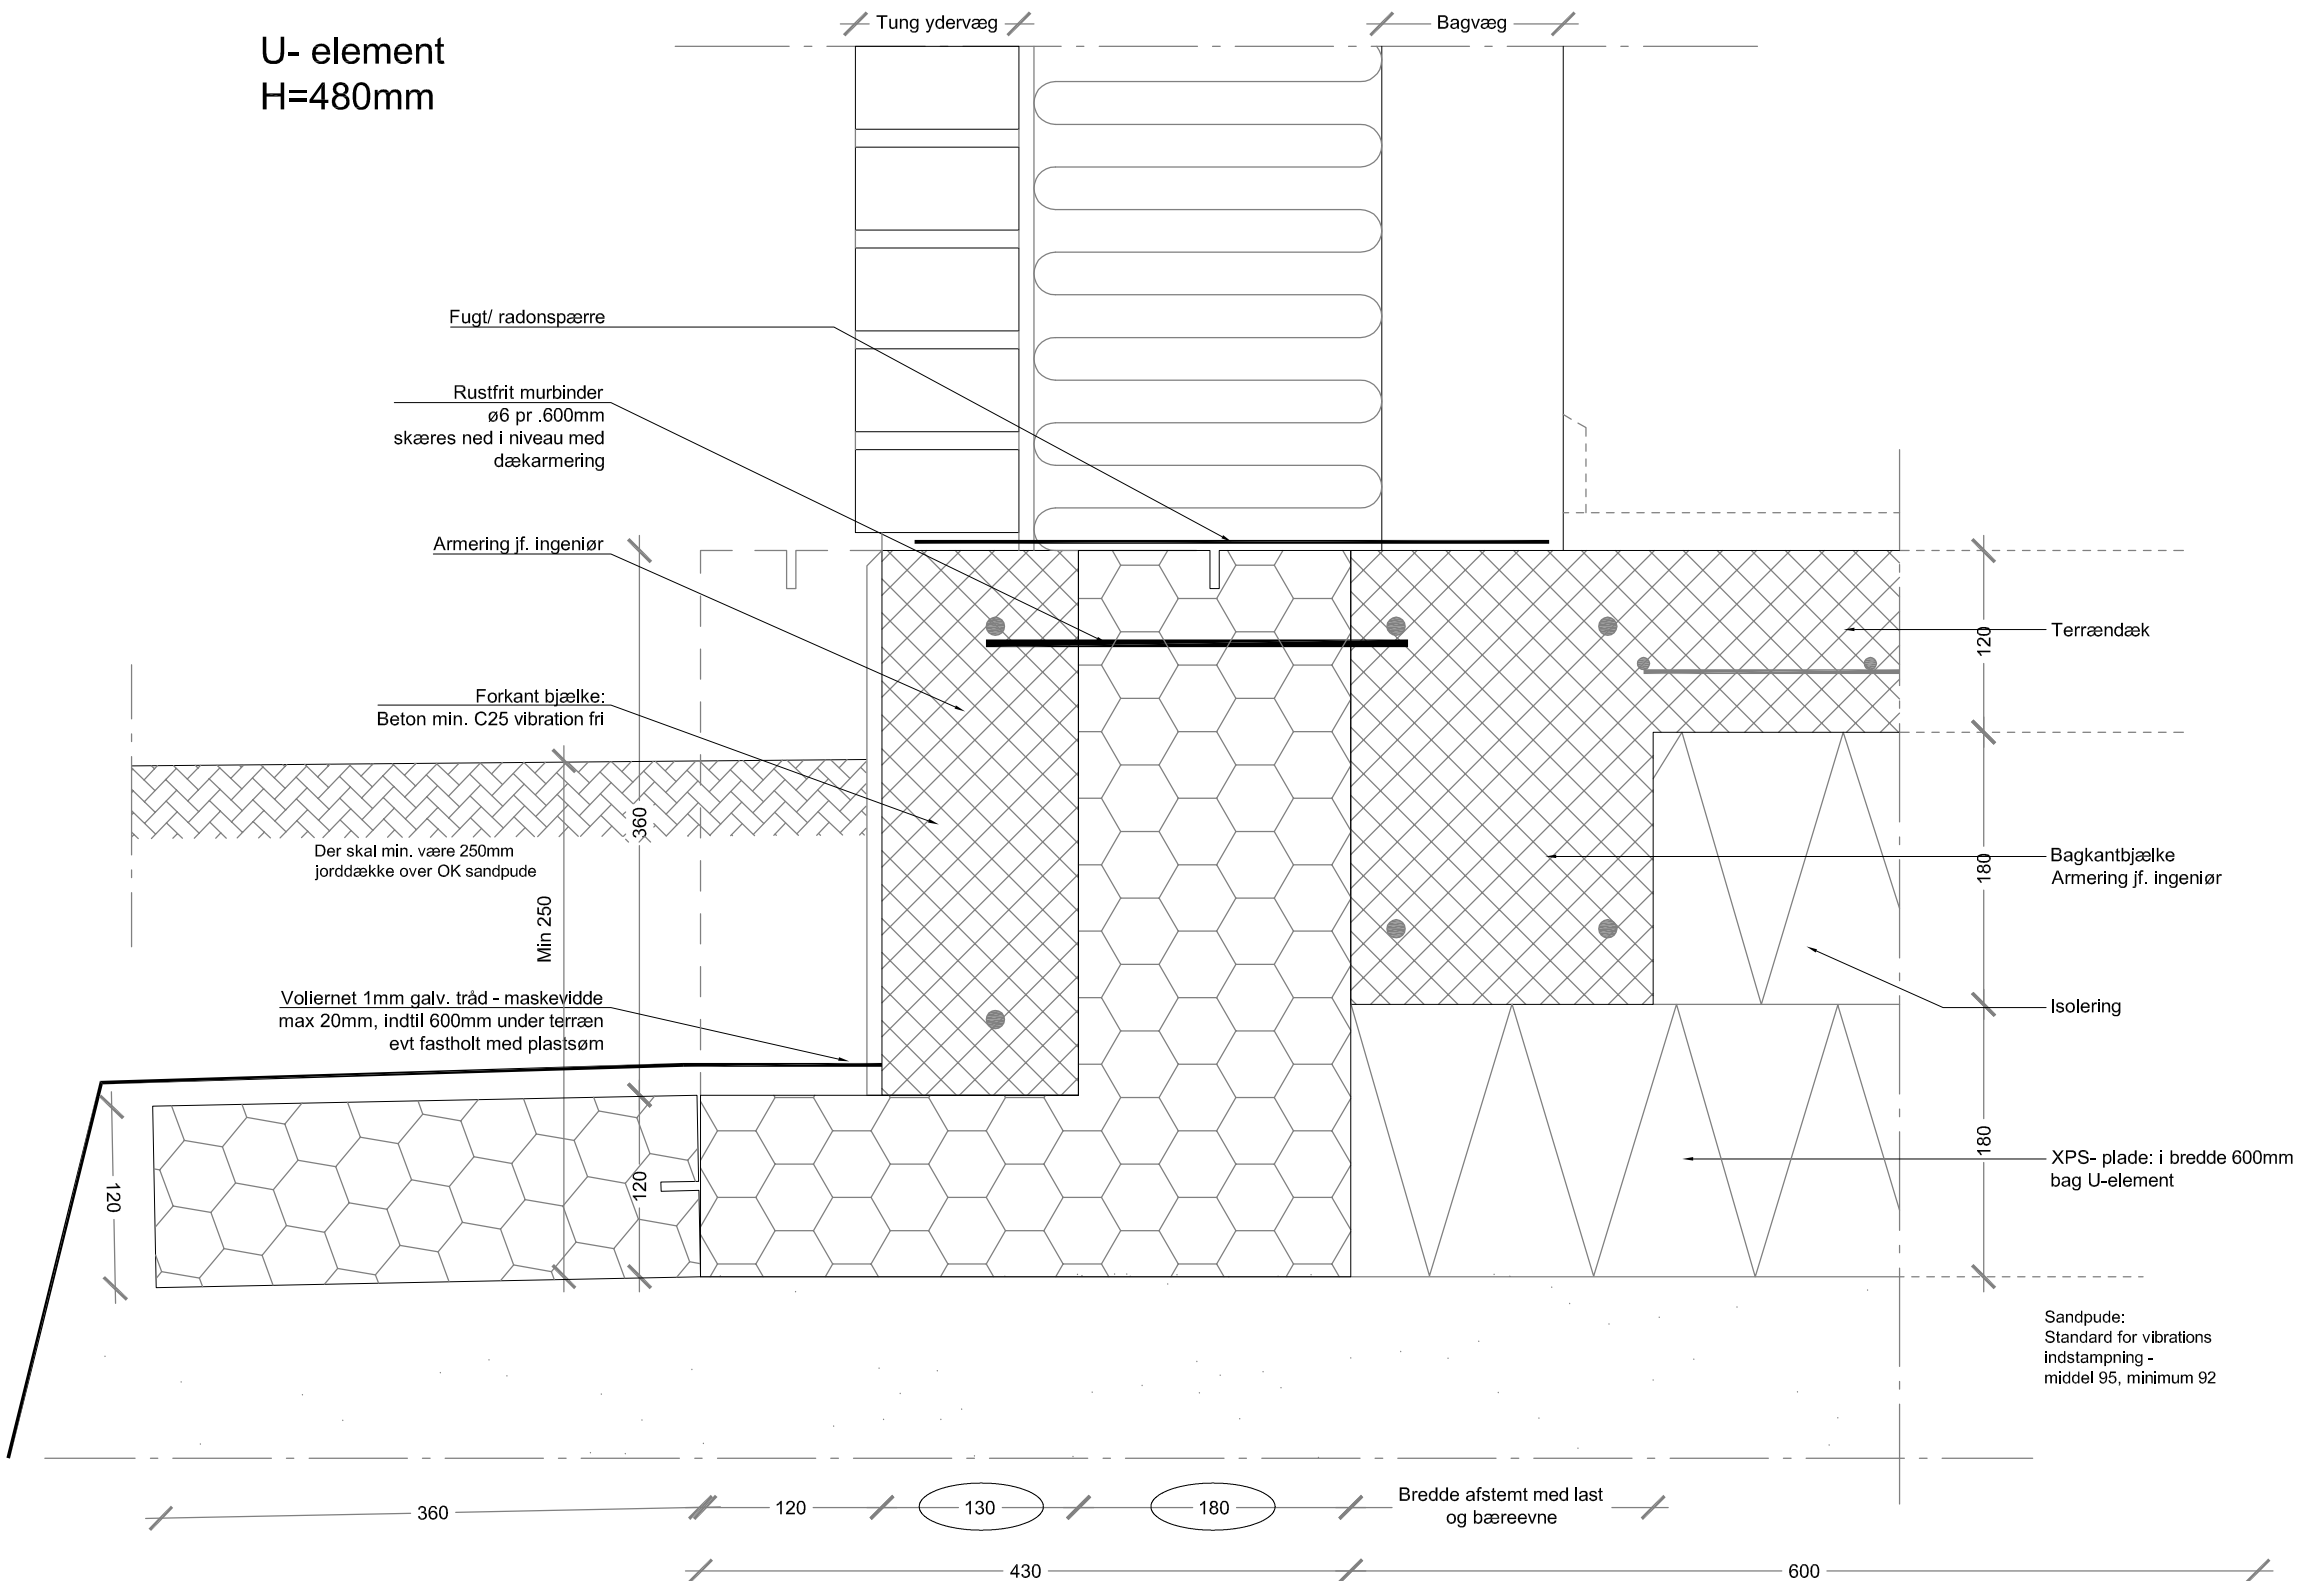 U- element
H=480mm
Tung ydervæg
Bagvæg
Fugt/ radonspærre
Rustfrit murbinder
ø6 pr .600mm
skæres ned i niveau med
dækarmering
Armering jf. ingeniør
Forkant bjælke:
Beton min. C25 vibration fri
Der skal min. være 250mm
jorddække over OK sandpude
Min 250
360
Voliernet 1mm galv. tråd - maskevidde
max 20mm, indtil 600mm under terræn
evt fastholt med plastsøm
120
120
120
Terrændæk
180
Bagkantbjælke
Armering jf. ingeniør
Isolering
180
XPS- plade: i bredde 600mm
bag U-element
Sandpude:
Standard for vibrations
indstampning -
middel 95, minimum 92
360
120
130
180
Bredde afstemt med last
og bæreevne
430
600